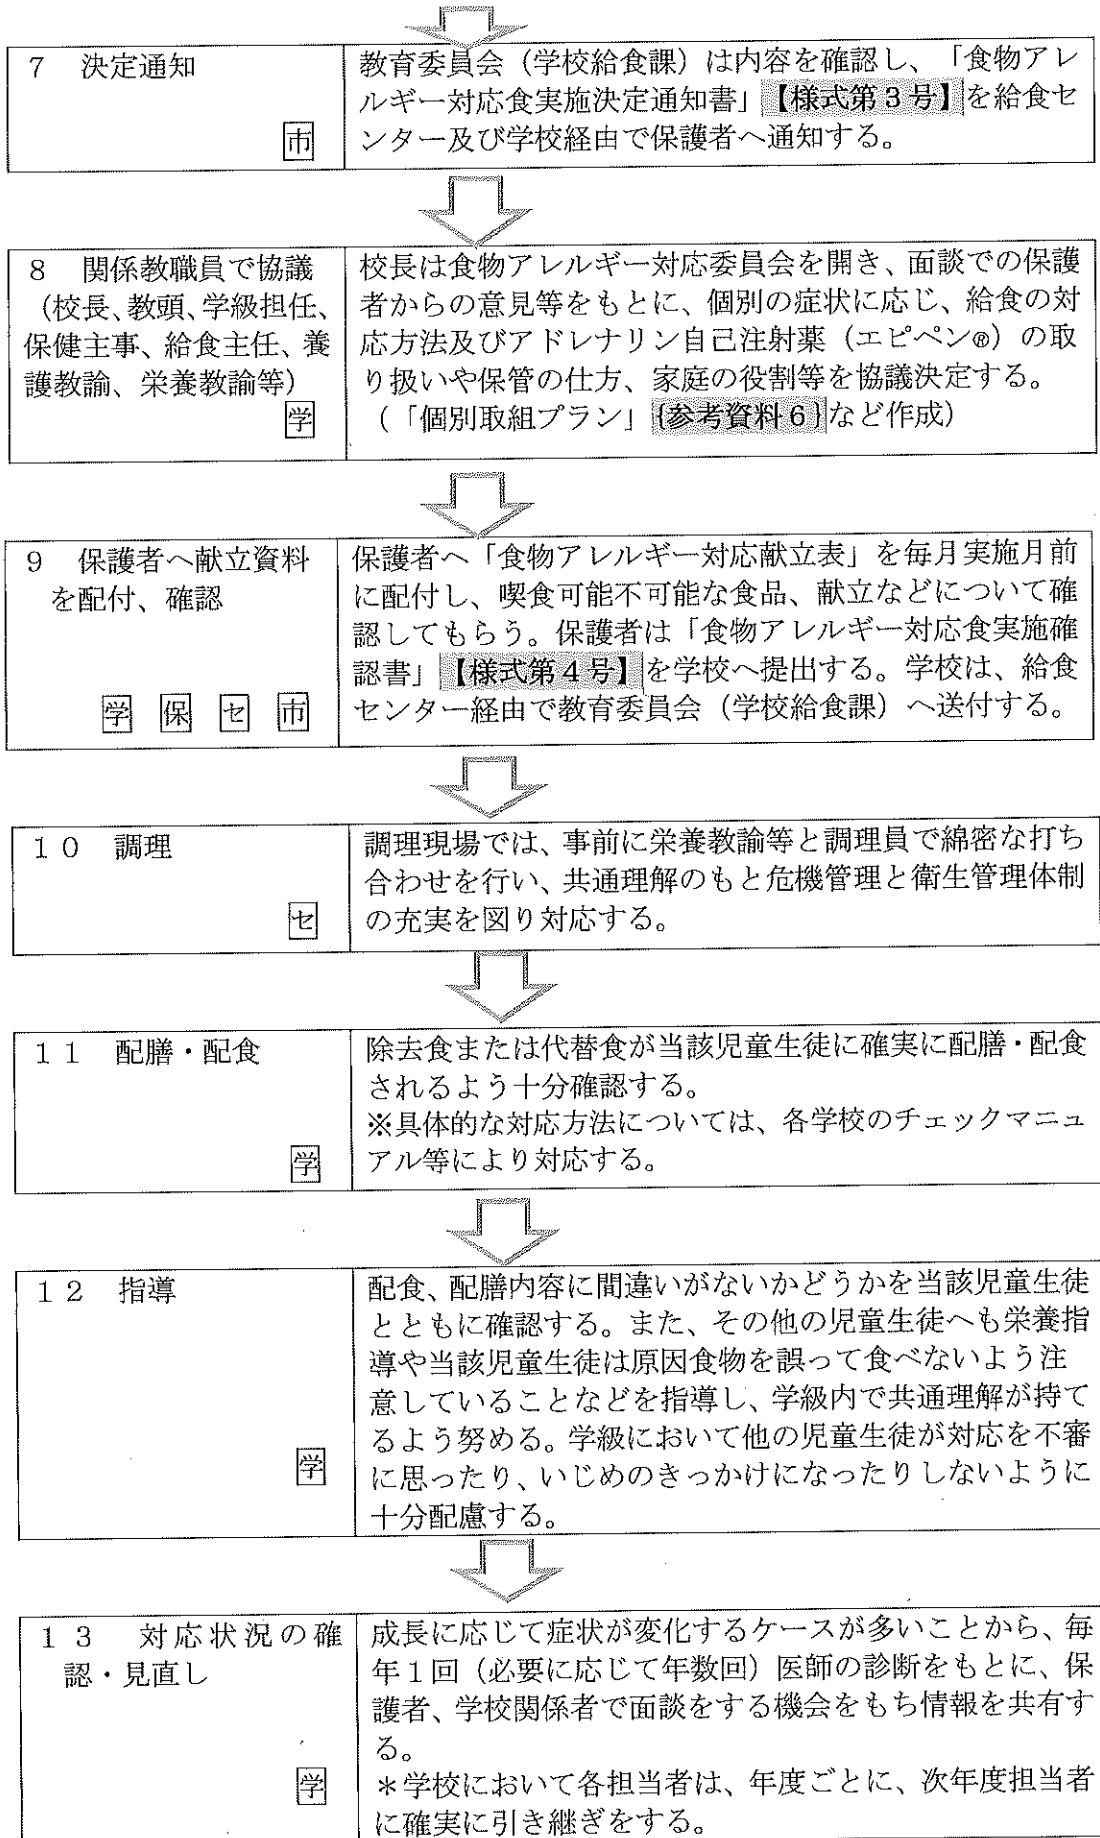 7 決定通知
市
教育委員会（学校給食課）は内容を確認し、「食物アレ
ルギー対応食実施決定通知書」【様式第3号】を給食セ
ンター及び学校経由で保護者へ通知する。
8 関係教職員で協議
（校長、教頭、学級担任、
保健主事、給食主任、養
護教諭、栄養教諭等）
学
校長は食物アレルギー対応委員会を開き、面談での保護
者からの意見等をもとに、個別の症状に応じ、給食の対
応方法及びアドレナリン自己注射薬（エピペン®）の取
り扱いや保管の仕方、家庭の役割等を協議決定する。
（「個別取組プラン」{参考資料6}など作成）
9 保護者へ献立資料
を配付、確認
学 保 セ 市
保護者へ「食物アレルギー対応献立表」を毎月実施月前
に配付し、喫食可能不可能な食品、献立などについて確
認してもらう。保護者は「食物アレルギー対応食実施確
認書」【様式第4号】を学校へ提出する。学校は、給食
センター経由で教育委員会（学校給食課）へ送付する。
10 調理
セ
調理現場では、事前に栄養教諭等と調理員で綿密な打ち
合わせを行い、共通理解のもと危機管理と衛生管理体制
の充実を図り対応する。
11 配膳・配食
学
除去食または代替食が当該児童生徒に確実に配膳・配食
されるよう十分確認する。
※具体的な対応方法については、各学校のチェックマニュ
アル等により対応する。
12 指導
学
配食、配膳内容に間違いがないかどうかを当該児童生徒
とともに確認する。また、その他の児童生徒へも栄養指
導や当該児童生徒は原因食物を誤って食べないよう注
意していることなどを指導し、学級内で共通理解が持て
るよう努める。学級において他の児童生徒が対応を不審
に思ったり、いじめのきっかけになったりしないように
十分配慮する。
13 対応状況の確
認・見直し
学
成長に応じて症状が変化するケースが多いことから、毎
年1回（必要に応じて年数回）医師の診断をもとに、保
護者、学校関係者で面談をする機会をもち情報を共有す
る。
＊学校において各担当者は、年度ごとに、次年度担当者
に確実に引き継ぎをする。